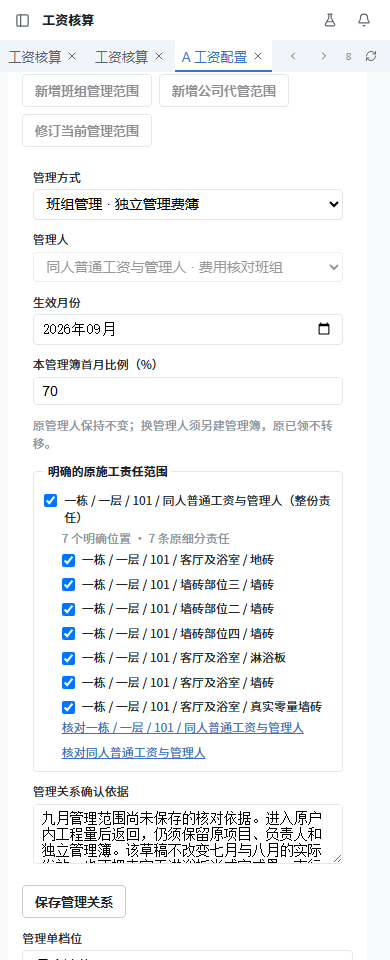 工资核算
工资核算 × 工资核算 × A 工资配置 × 8
新增班组管理范围 新增公司代管范围
修订当前管理范围
管理方式
班组管理 · 独立管理费簿
管理人
同人普通工资与管理人 · 费用核对班组
生效月份
2026年09月
本管理簿首月比例（%）
70
原管理人保持不变；换管理人须另建管理簿，原已领不转
移。
明确的原施工责任范围
一栋 / 一层 / 101 / 同人普通工资与管理人（整份责
任）
7 个明确位置 · 7 条原细分责任
一栋 / 一层 / 101 / 客厅及浴室 / 地砖
一栋 / 一层 / 101 / 墙砖部位三 / 墙砖
一栋 / 一层 / 101 / 墙砖部位二 / 墙砖
一栋 / 一层 / 101 / 墙砖部位四 / 墙砖
一栋 / 一层 / 101 / 客厅及浴室 / 淋浴板
一栋 / 一层 / 101 / 客厅及浴室 / 墙砖
一栋 / 一层 / 101 / 客厅及浴室 / 真实零量墙砖
核对一栋 / 一层 / 101 / 同人普通工资与管理人
核对同人普通工资与管理人
管理关系确认依据
九月管理范围尚未保存的核对依据。进入原户
内工程量后返回，仍须保留原项目、负责人和
独立管理簿。该草稿不改变七月与八月的实际
保存管理关系
管理单档位